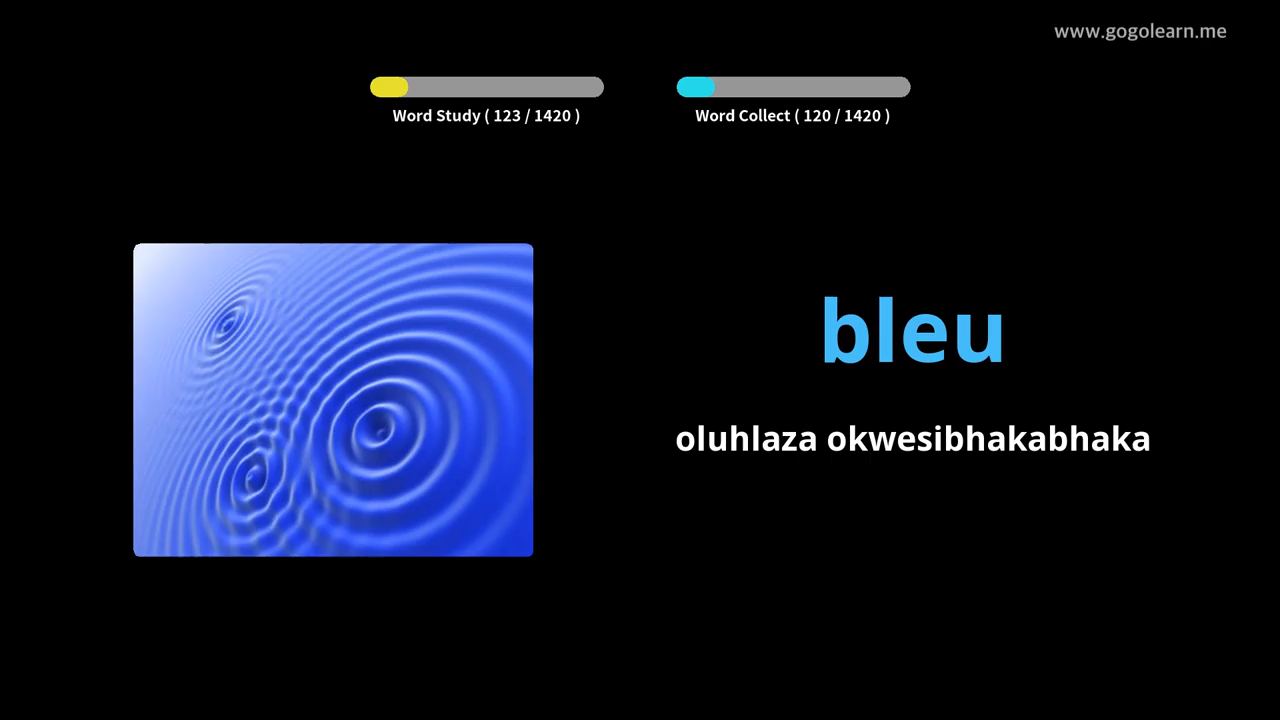 www.gogolearn.me
Word Study ( 123 / 1420 )
Word Collect ( 120 / 1420 )
bleu
oluhlaza okwesibhakabhaka